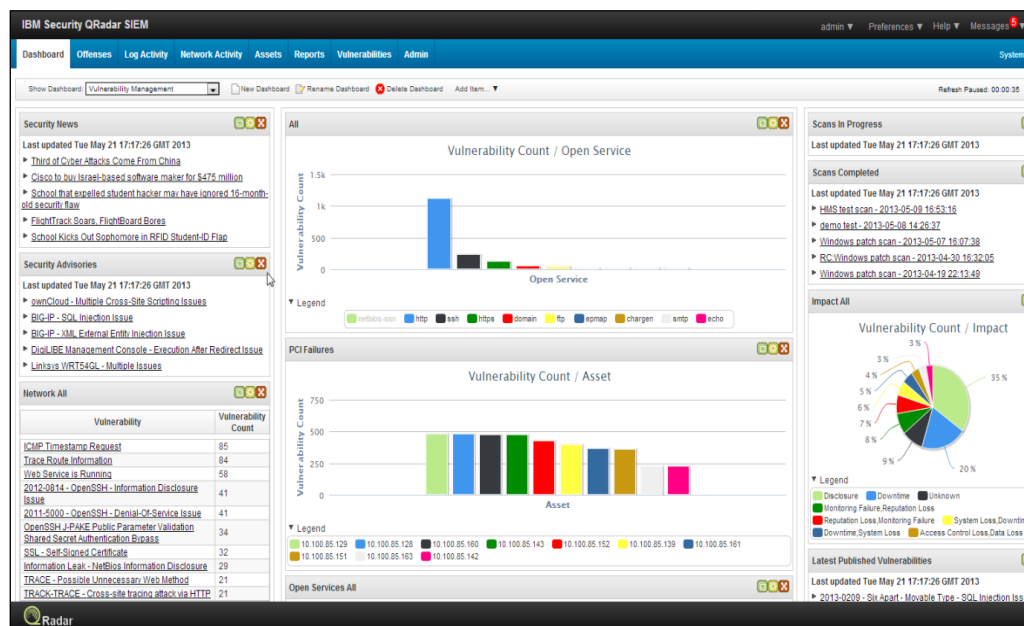 IBM Security QRadar SIEM
admin ▼ Preferences ▼ Help ▼ Messages 5 ▼
Dashboard Offenses Log Activity Network Activity Assets Reports Vulnerabilities Admin
System
Show Dashboard: Vulnerability Management New Dashboard Rename Dashboard Delete Dashboard Add Item... ▼
Refresh Paused: 00:00:35
Security News
Last updated Tue May 21 17:17:26 GMT 2013
Third of Cyber Attacks Come From China
Cisco to buy Israel-based software maker for $475 million
School that expelled student hacker may have ignored 16-month-
old security flaw
FlightTrack Soars, FlightBoard Bores
School Kicks Out Sophomore in RFID Student-ID Flap
Security Advisories
Last updated Tue May 21 17:17:26 GMT 2013
ownCloud - Multiple Cross-Site Scripting Issues
BIG-IP - SQL Injection Issue
BIG-IP - XML External Entity Injection Issue
DigiLIBE Management Console - Execution After Redirect Issue
Linksys WRT54GL - Multiple Issues
Network All
Vulnerability Vulnerability
Count
ICMP Timestamp Request 85
Trace Route Information 84
Web Service is Running 58
2012-0814 - OpenSSH - Information Disclosure
Issue 41
2011-5000 - OpenSSH - Denial-Of-Service Issue 41
OpenSSH J-PAKE Public Parameter Validation
Shared Secret Authentication Bypass 34
SSL - Self-Signed Certificate 32
Information Leak - NetBios Information Disclosure 29
TRACE - Possible Unnecessary Web Method 21
TRACK-TRACE - Cross-site tracing attack via HTTP 21
All
Vulnerability Count / Open Service
Vulnerability Count
1.5k
1k
500
0
Open Service
▼ Legend
netbios-ssn http ssh https domain ftp epmap chargen smtp echo
PCI Failures
Vulnerability Count / Asset
Vulnerability Count
750
500
250
0
Asset
▼ Legend
10.100.85.129 10.100.85.128 10.100.85.160 10.100.85.143 10.100.85.152 10.100.85.139 10.100.85.161
10.100.85.151 10.100.85.163 10.100.85.142
Open Services All
Scans In Progress
Last updated Tue May 21 17:17:26 GMT 2013
Scans Completed
Last updated Tue May 21 17:17:26 GMT 2013
HMS test scan - 2013-05-09 16:53:16
demo test - 2013-05-08 14:26:37
Windows patch scan - 2013-05-07 16:07:38
RC:Windows patch scan - 2013-04-30 16:32:05
Windows patch scan - 2013-04-19 22:13:49
Impact All
Vulnerability Count / Impact
3 %
3 %
4 %
5 %
6 %
7 %
8 %
9 %
20 %
35 %
▼ Legend
Disclosure Downtime Unknown
Monitoring Failure,Reputation Loss
Reputation Loss,Monitoring Failure System Loss,Downtim
Downtime,System Loss Access Control Loss,Data Loss
Latest Published Vulnerabilities
Last updated Tue May 21 17:17:26 GMT 2013
2013-0209 - Six Apart - Movable Type - SQL Injection Iss
QRadar